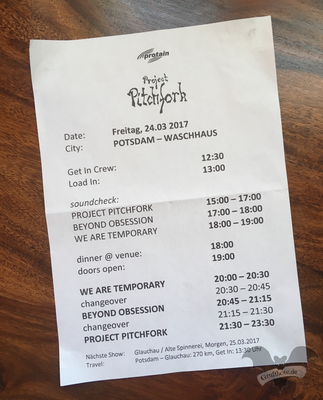 protain
Project
Pitchfork
Date: Freitag, 24.03 2017
City: POTSDAM – WASCHHAUS
Get In Crew: 12:30
Load In: 13:00
soundcheck:
PROJECT PITCHFORK 15:00 – 17:00
BEYOND OBSESSION 17:00 – 18:00
WE ARE TEMPORARY 18:00 – 19:00
dinner @ venue: 18:00
doors open: 19:00
WE ARE TEMPORARY 20:00 – 20:30
changeover 20:30 – 20:45
BEYOND OBSESSION 20:45 – 21:15
changeover 21:15 – 21:30
PROJECT PITCHFORK 21:30 – 23:30
Nächste Show: Glauchau / Alte Spinnerei, Morgen, 25.03.2017
Travel: Potsdam – Glauchau: 270 km, Get In: 13:30 Uhr